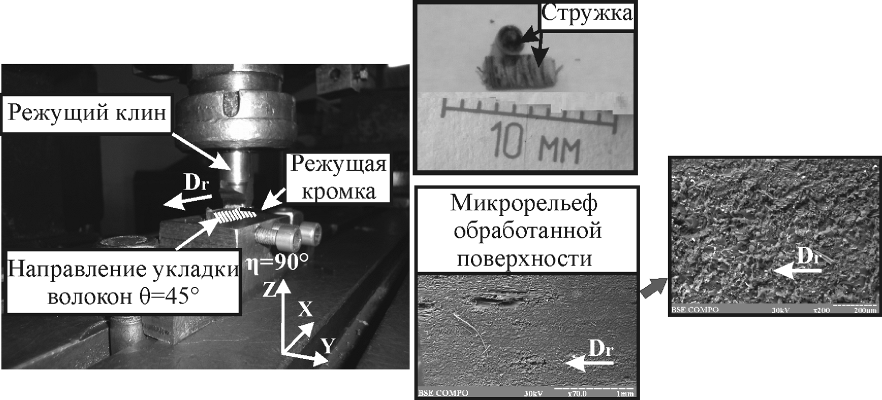 Режущий клин
Режущая
кромка
Dr
Направление укладки
волокон θ=45°
η=90°
Z
X
Y
Стружка
10 мм
Микрорельеф
обработанной
поверхности
Dr
BSE COMPO 30kV x70.0 1mm
Dr
BSE COMPO 30kV x200 200um